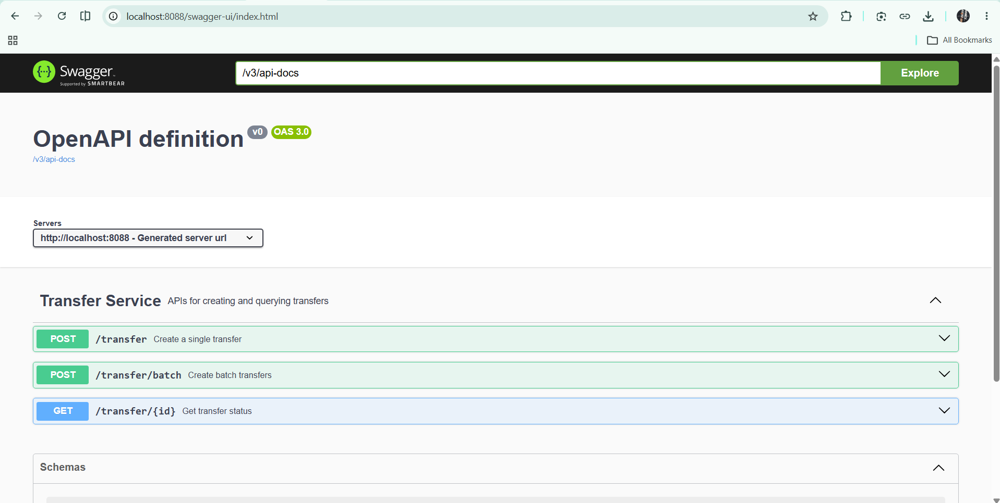 localhost:8088/swagger-ui/index.html
All Bookmarks
{···} Swagger™
Supported by SMARTBEAR
/v3/api-docs
Explore
OpenAPI definition v0 OAS 3.0
/v3/api-docs
Servers
http://localhost:8088 - Generated server url
Transfer Service APIs for creating and querying transfers
POST /transfer Create a single transfer
POST /transfer/batch Create batch transfers
GET /transfer/{id} Get transfer status
Schemas